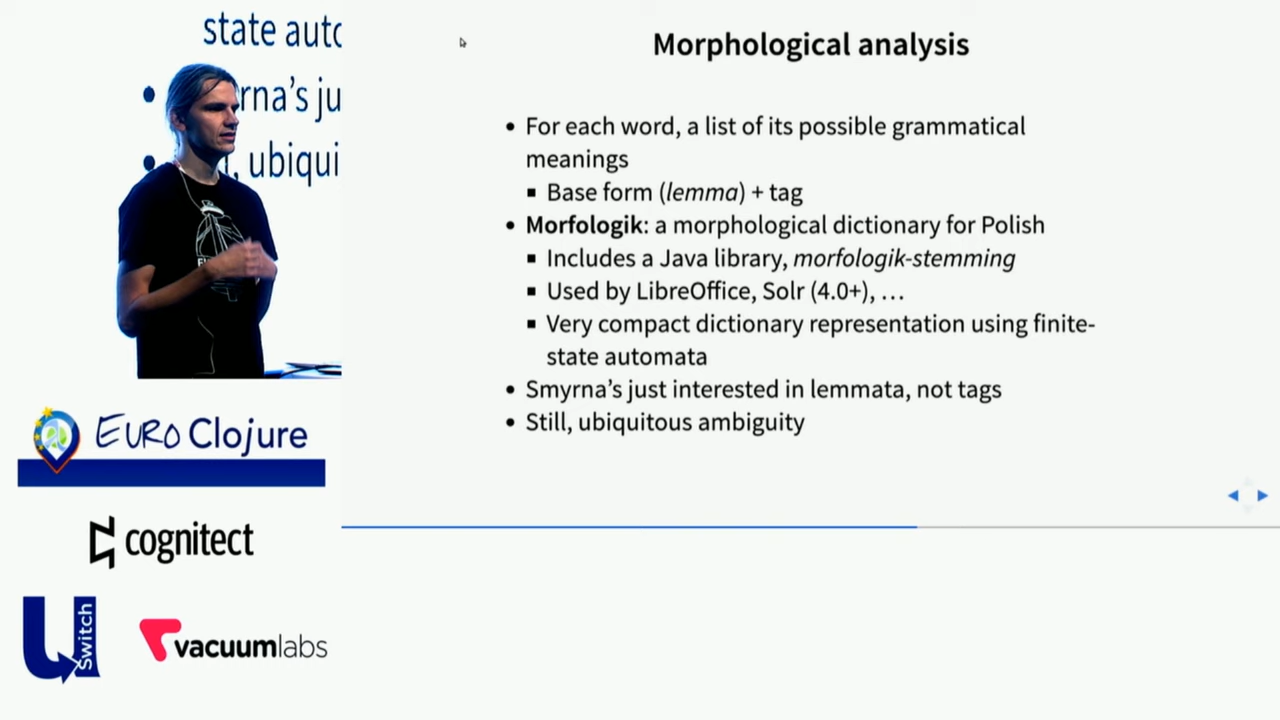 state auto
rna's ju
, ubiqui
Morphological analysis
• For each word, a list of its possible grammatical
meanings
▪ Base form (lemma) + tag
• Morfologik: a morphological dictionary for Polish
▪ Includes a Java library, morfologik-stemming
▪ Used by LibreOffice, Solr (4.0+), …
▪ Very compact dictionary representation using finite-
state automata
• Smyrna's just interested in lemmata, not tags
• Still, ubiquitous ambiguity
EURO Clojure
cognitect
uSwitch
vacuumlabs